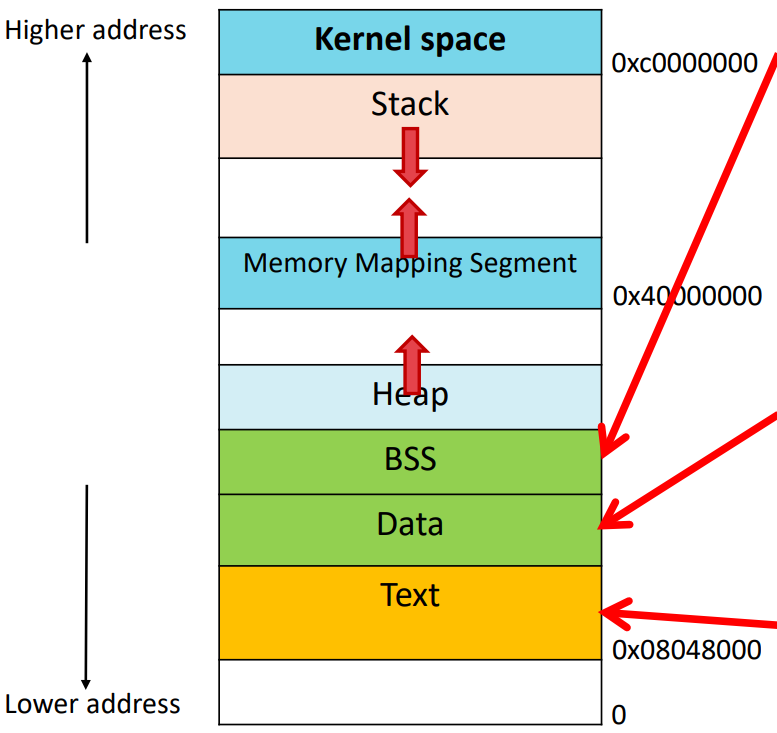 Higher address
Kernel space
0xc0000000
Stack
Memory Mapping Segment
0x40000000
Heap
BSS
Data
Text
0x08048000
Lower address
0